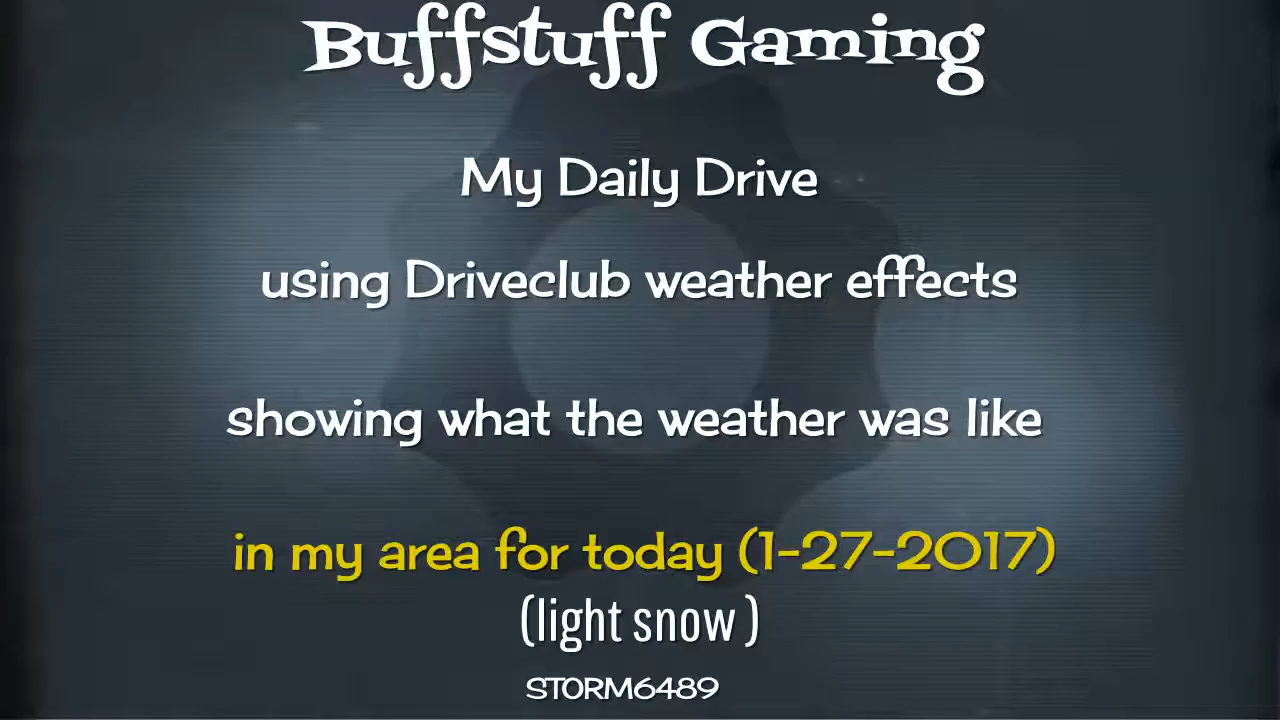 Buffstuff Gaming
My Daily Drive
using Driveclub weather effects
showing what the weather was like
in my area for today (1-27-2017)
(light snow )
STORM6489